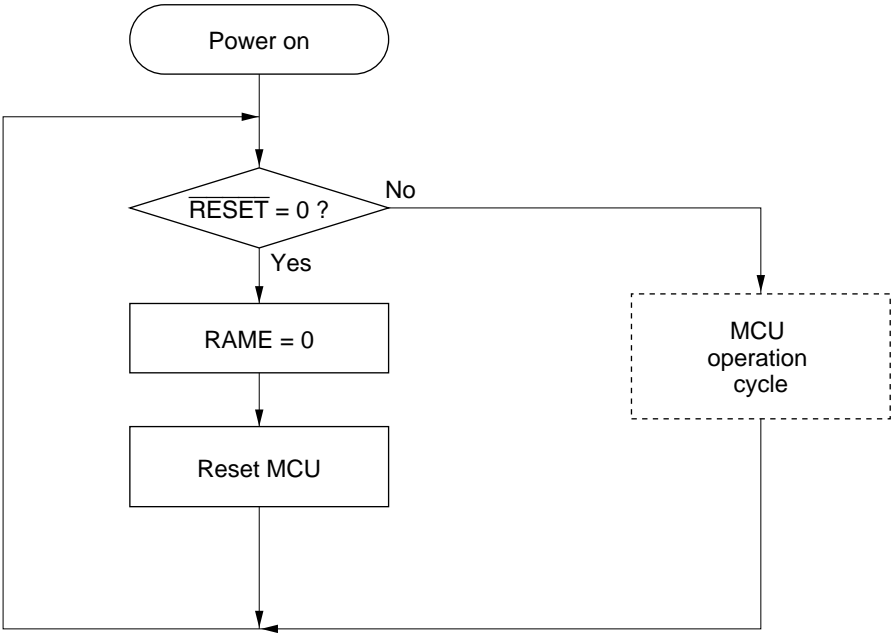 Power on
RESET = 0 ?
No
Yes
RAME = 0
MCU
operation
cycle
Reset MCU